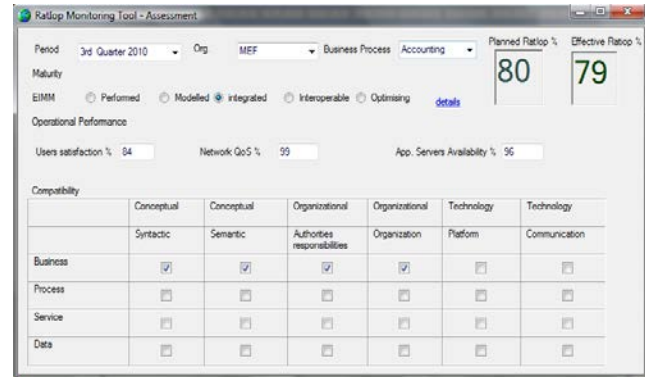 Ratlop Monitoring Tool - Assessment
Period 3rd Quarter 2010 Org MEF Business Process Accounting Planned Ratlop % Effective Ratiop %
80 79
Maturity
EIMM Performed Modelled integrated Interoperable Optimising details
Operational Performance
Users satisfaction % 84 Network QoS % 99 App. Servers Availability % 96
Compatibility
Conceptual Conceptual Organizational Organizational Technology Technology
Syntactic Semantic Authorities responsibilities Organization Platform Communication
Business
Process
Service
Data